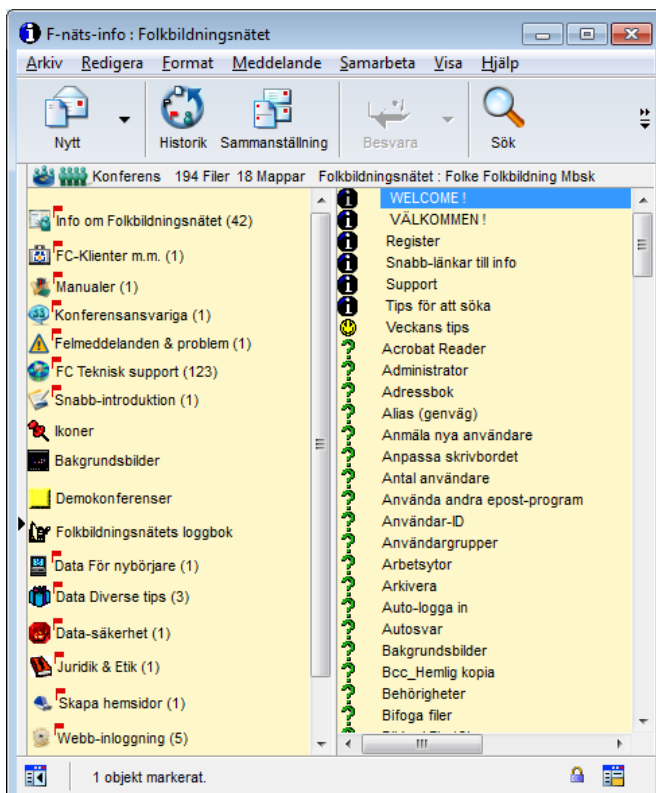 F-näts-info : Folkbildningsnätet
Arkiv Redigera Format Meddelande Samarbeta Visa Hjälp
Nytt Historik Sammanställning Besvara Sök
Konferens 194 Filer 18 Mappar Folkbildningsnätet : Folke Folkbildning Mbsk
Info om Folkbildningsnätet (42)
FC-Klienter m.m. (1)
Manualer (1)
Konferensansvariga (1)
Felmeddelanden & problem (1)
FC Teknisk support (123)
Snabb-introduktion (1)
Ikoner
Bakgrundsbilder
Demokonferenser
Folkbildningsnätets loggbok
Data För nybörjare (1)
Data Diverse tips (3)
Data-säkerhet (1)
Juridik & Etik (1)
Skapa hemsidor (1)
Webb-inloggning (5)
WELCOME !
VÄLKOMMEN !
Register
Snabb-länkar till info
Support
Tips för att söka
Veckans tips
Acrobat Reader
Administrator
Adressbok
Alias (genväg)
Anmäla nya användare
Anpassa skrivbordet
Antal användare
Använda andra epost-program
Användar-ID
Användargrupper
Arbetsytor
Arkivera
Auto-logga in
Autosvar
Bakgrundsbilder
Bcc_Hemlig kopia
Behörigheter
Bifoga filer
1 objekt markerat.